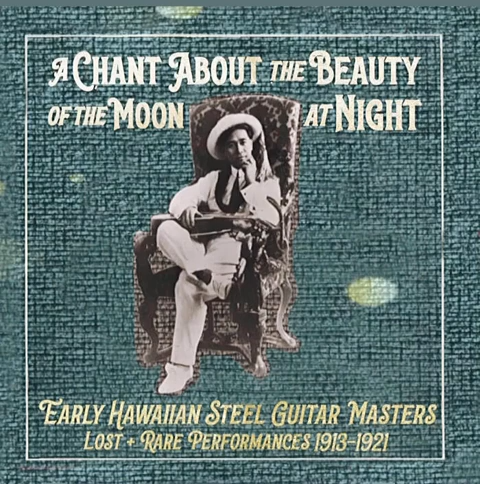 A CHANT ABOUT THE BEAUTY
OF THE MOON AT NIGHT
EARLY HAWAIIAN STEEL GUITAR MASTERS
LOST + RARE PERFORMANCES 1913-1921